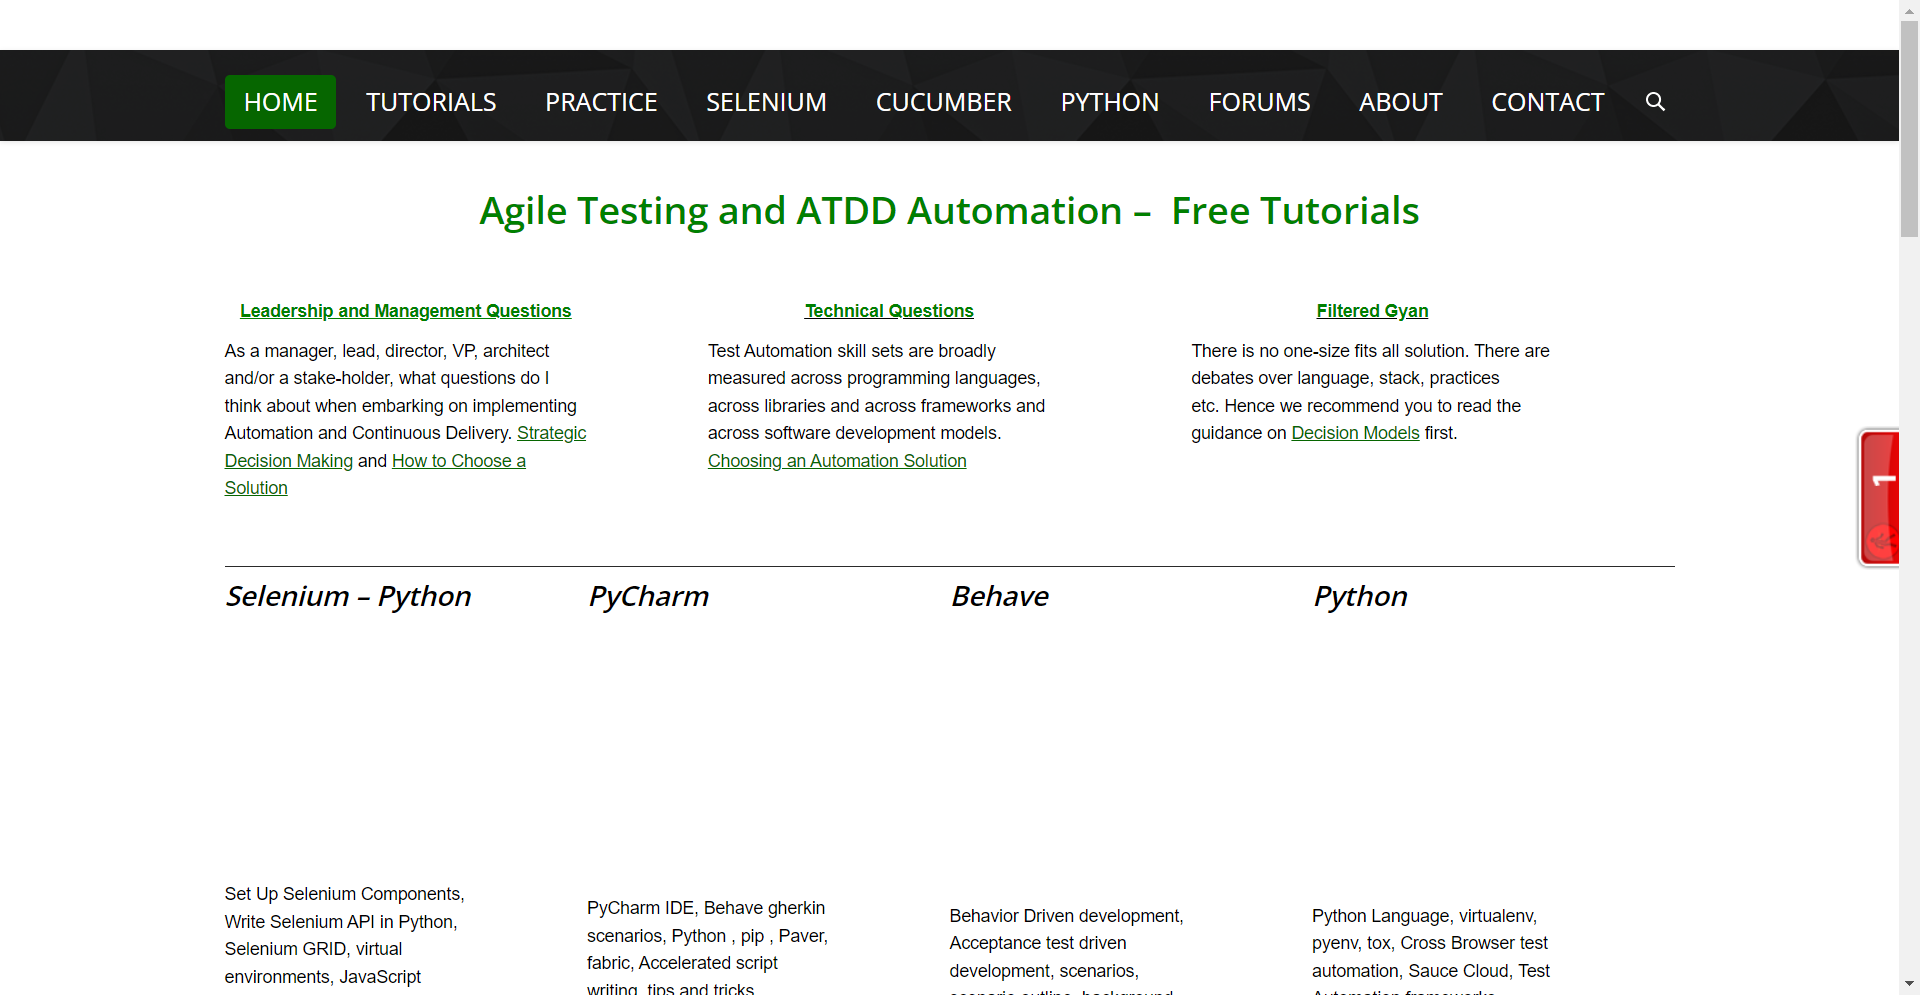 HOME TUTORIALS PRACTICE SELENIUM CUCUMBER PYTHON FORUMS ABOUT CONTACT
Agile Testing and ATDD Automation – Free Tutorials
Leadership and Management Questions
As a manager, lead, director, VP, architect
and/or a stake-holder, what questions do I
think about when embarking on implementing
Automation and Continuous Delivery. Strategic
Decision Making and How to Choose a
Solution
Technical Questions
Test Automation skill sets are broadly
measured across programming languages,
across libraries and across frameworks and
across software development models.
Choosing an Automation Solution
Filtered Gyan
There is no one-size fits all solution. There are
debates over language, stack, practices
etc. Hence we recommend you to read the
guidance on Decision Models first.
1
Selenium – Python
Set Up Selenium Components,
Write Selenium API in Python,
Selenium GRID, virtual
environments, JavaScript
PyCharm
PyCharm IDE, Behave gherkin
scenarios, Python , pip , Paver,
fabric, Accelerated script
writing, tips and tricks
Behave
Behavior Driven development,
Acceptance test driven
development, scenarios,
scenario outline, background
Python
Python Language, virtualenv,
pyenv, tox, Cross Browser test
automation, Sauce Cloud, Test
Automation frameworks